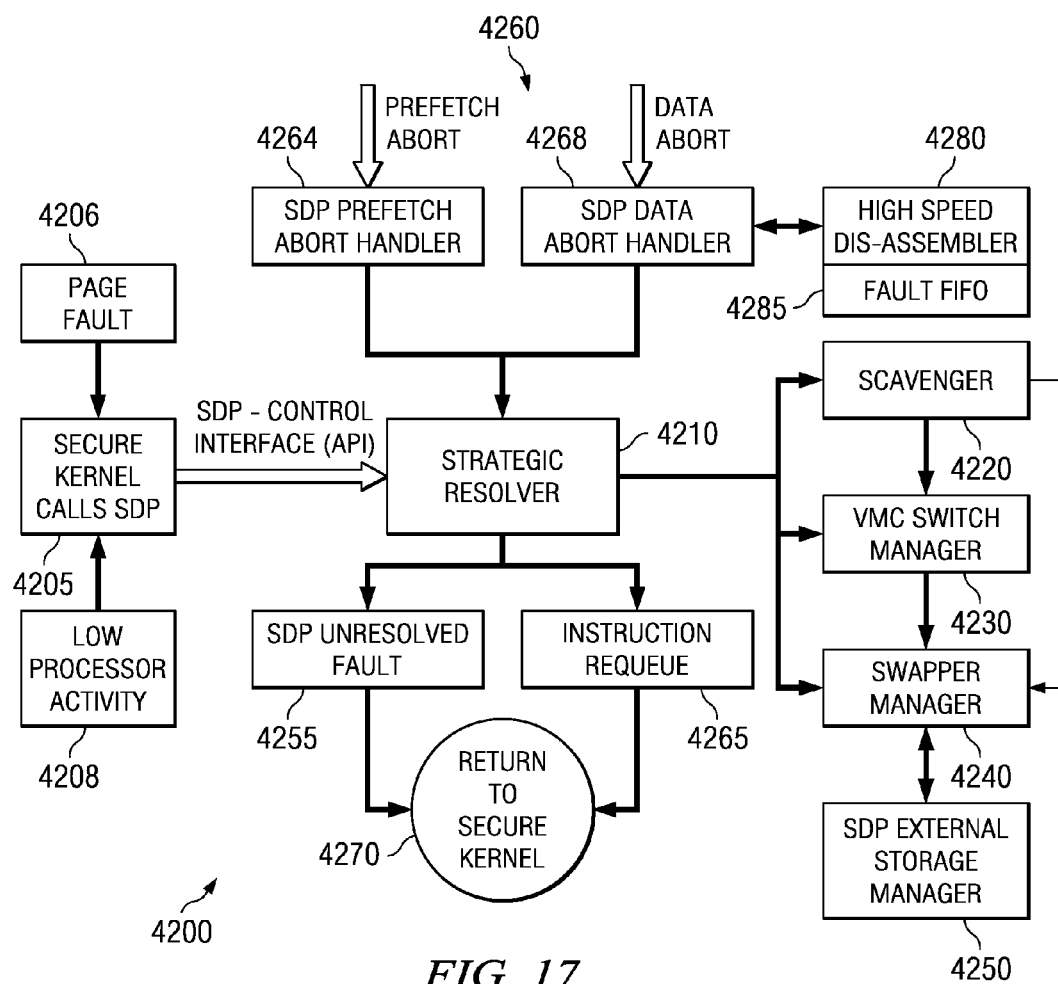 4260
PREFETCH
ABORT
DATA
ABORT
4264
4268
4280
SDP PREFETCH
ABORT HANDLER
SDP DATA
ABORT HANDLER
HIGH SPEED
DIS-ASSEMBLER
FAULT FIFO
4285
4206
PAGE
FAULT
SCAVENGER
4220
SDP - CONTROL
INTERFACE (API)
4210
SECURE
KERNEL
CALLS SDP
4205
STRATEGIC
RESOLVER
VMC SWITCH
MANAGER
4230
LOW
PROCESSOR
ACTIVITY
4208
SDP UNRESOLVED
FAULT
4255
INSTRUCTION
REQUEUE
4265
SWAPPER
MANAGER
4240
RETURN
TO
SECURE
KERNEL
4270
SDP EXTERNAL
STORAGE
MANAGER
4250
4200
FIG. 17